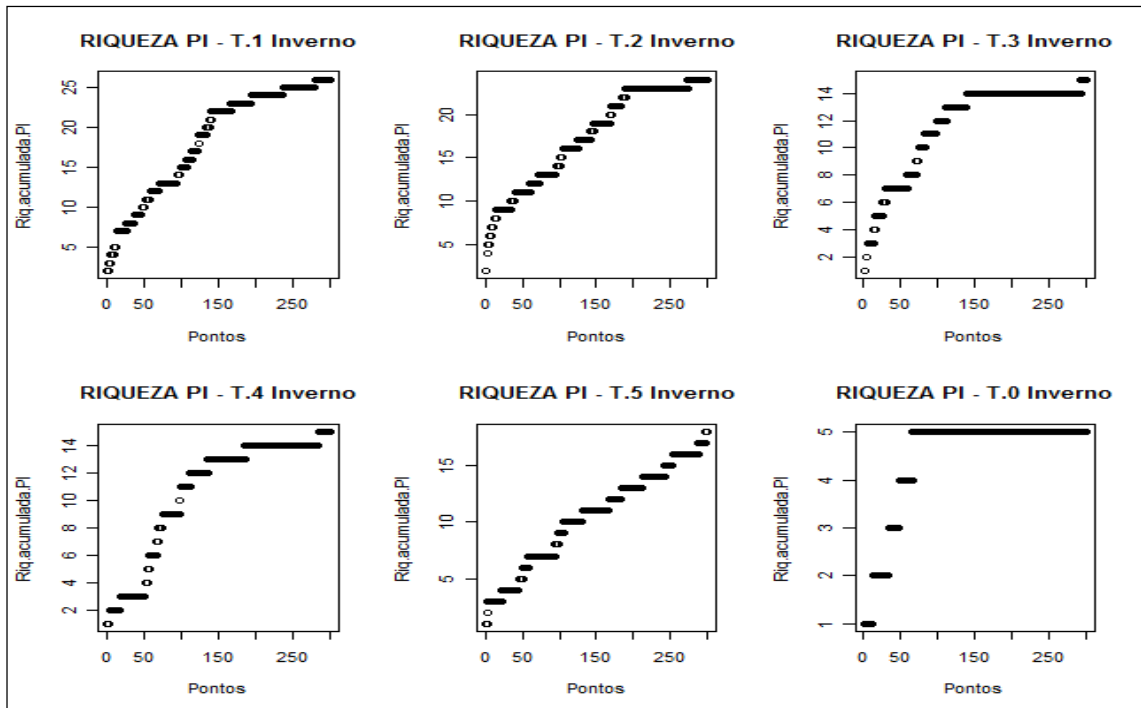 RIQUEZA PI - T.1 Inverno
Riq.acumulada.PI
5 10 15 20 25
0 50 150 250
Pontos
RIQUEZA PI - T.2 Inverno
Riq.acumulada.PI
5 10 15 20
0 50 150 250
Pontos
RIQUEZA PI - T.3 Inverno
Riq.acumulada.PI
2 4 6 8 10 12 14
0 50 150 250
Pontos
RIQUEZA PI - T.4 Inverno
Riq.acumulada.PI
2 4 6 8 10 12 14
0 50 150 250
Pontos
RIQUEZA PI - T.5 Inverno
Riq.acumulada.PI
5 10 15
0 50 150 250
Pontos
RIQUEZA PI - T.0 Inverno
Riq.acumulada.PI
1 2 3 4 5
0 50 150 250
Pontos